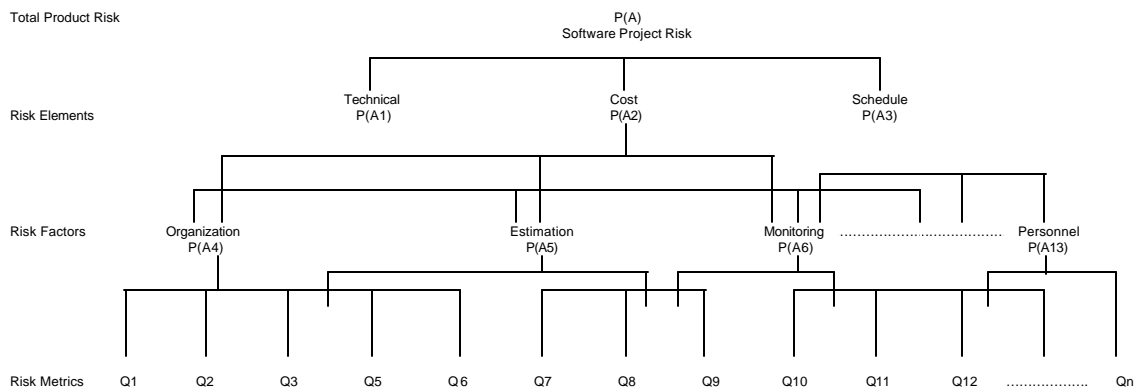 Total Product Risk
P(A)
Software Project Risk
Technical
Cost
Schedule
Risk Elements
P(A1)
P(A2)
P(A3)
Risk Factors
Organization
Estimation
Monitoring
........................................
Personnel
P(A4)
P(A5)
P(A6)
P(A13)
Risk Metrics
Q1
Q2
Q3
Q5
Q6
Q7
Q8
Q9
Q10
Q11
Q12
....................
Qn